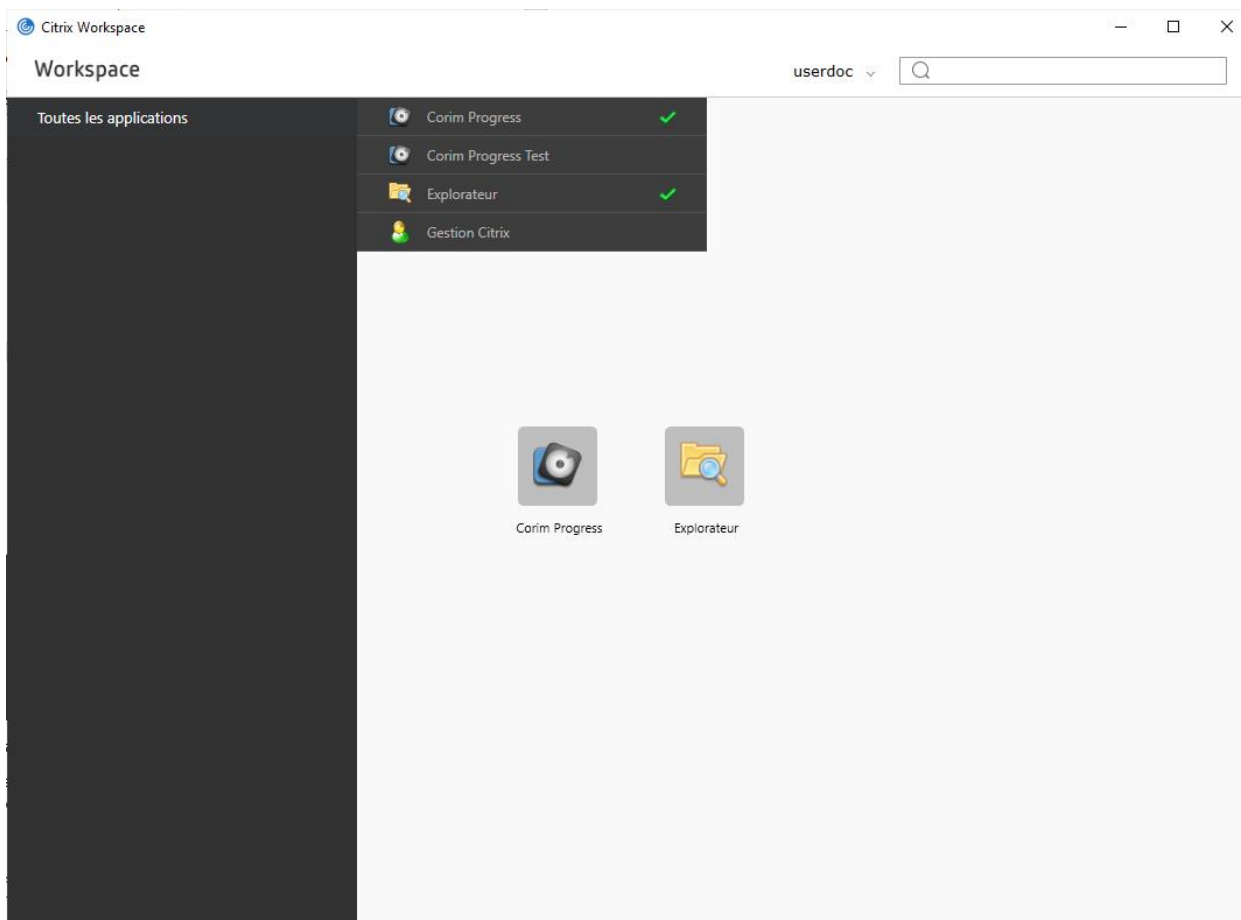 Citrix Workspace
Workspace
userdoc
Toutes les applications
Corim Progress
Corim Progress Test
Explorateur
Gestion Citrix
Corim Progress
Explorateur